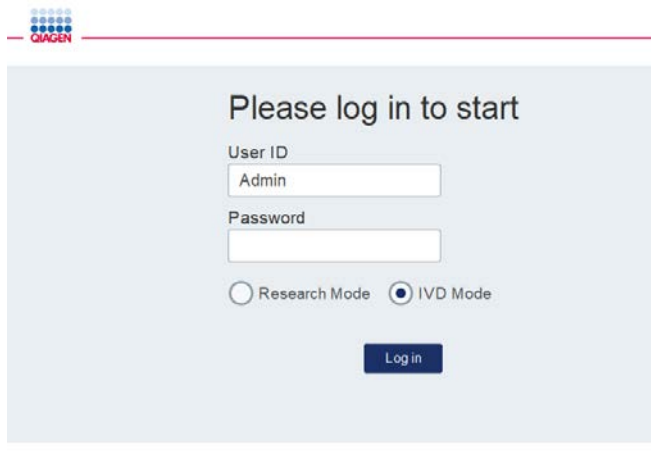 QIAGEN
Please log in to start
User ID
Admin
Password
Research Mode IVD Mode
Log in